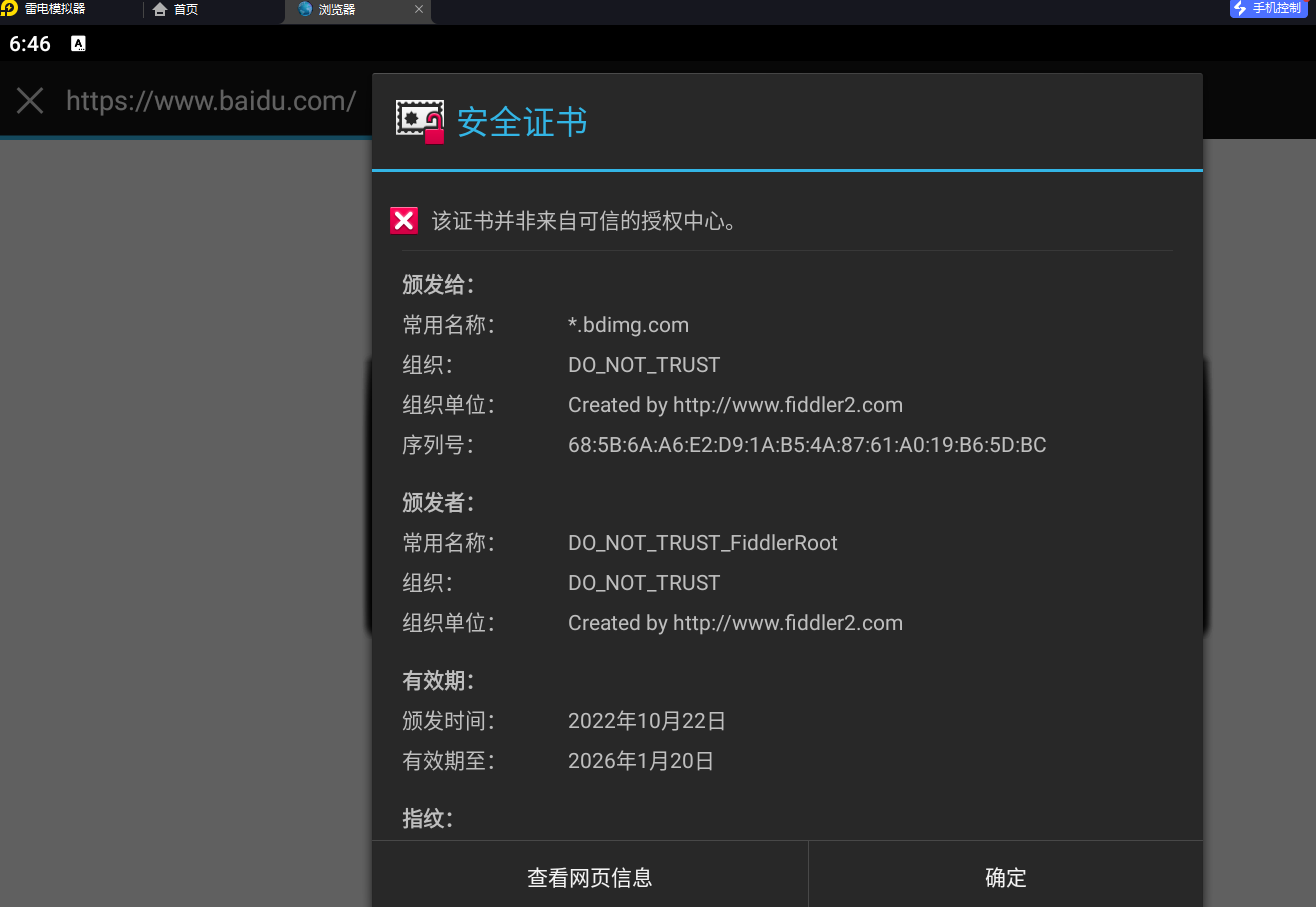 雷电模拟器
首页
浏览器
手机控制
6:46
A
https://www.baidu.com/
安全证书
该证书并非来自可信的授权中心。
颁发给：
常用名称： *.bdimg.com
组织： DO_NOT_TRUST
组织单位： Created by http://www.fiddler2.com
序列号： 68:5B:6A:A6:E2:D9:1A:B5:4A:87:61:A0:19:B6:5D:BC
颁发者：
常用名称： DO_NOT_TRUST_FiddlerRoot
组织： DO_NOT_TRUST
组织单位： Created by http://www.fiddler2.com
有效期：
颁发时间： 2022年10月22日
有效期至： 2026年1月20日
指纹：
查看网页信息
确定